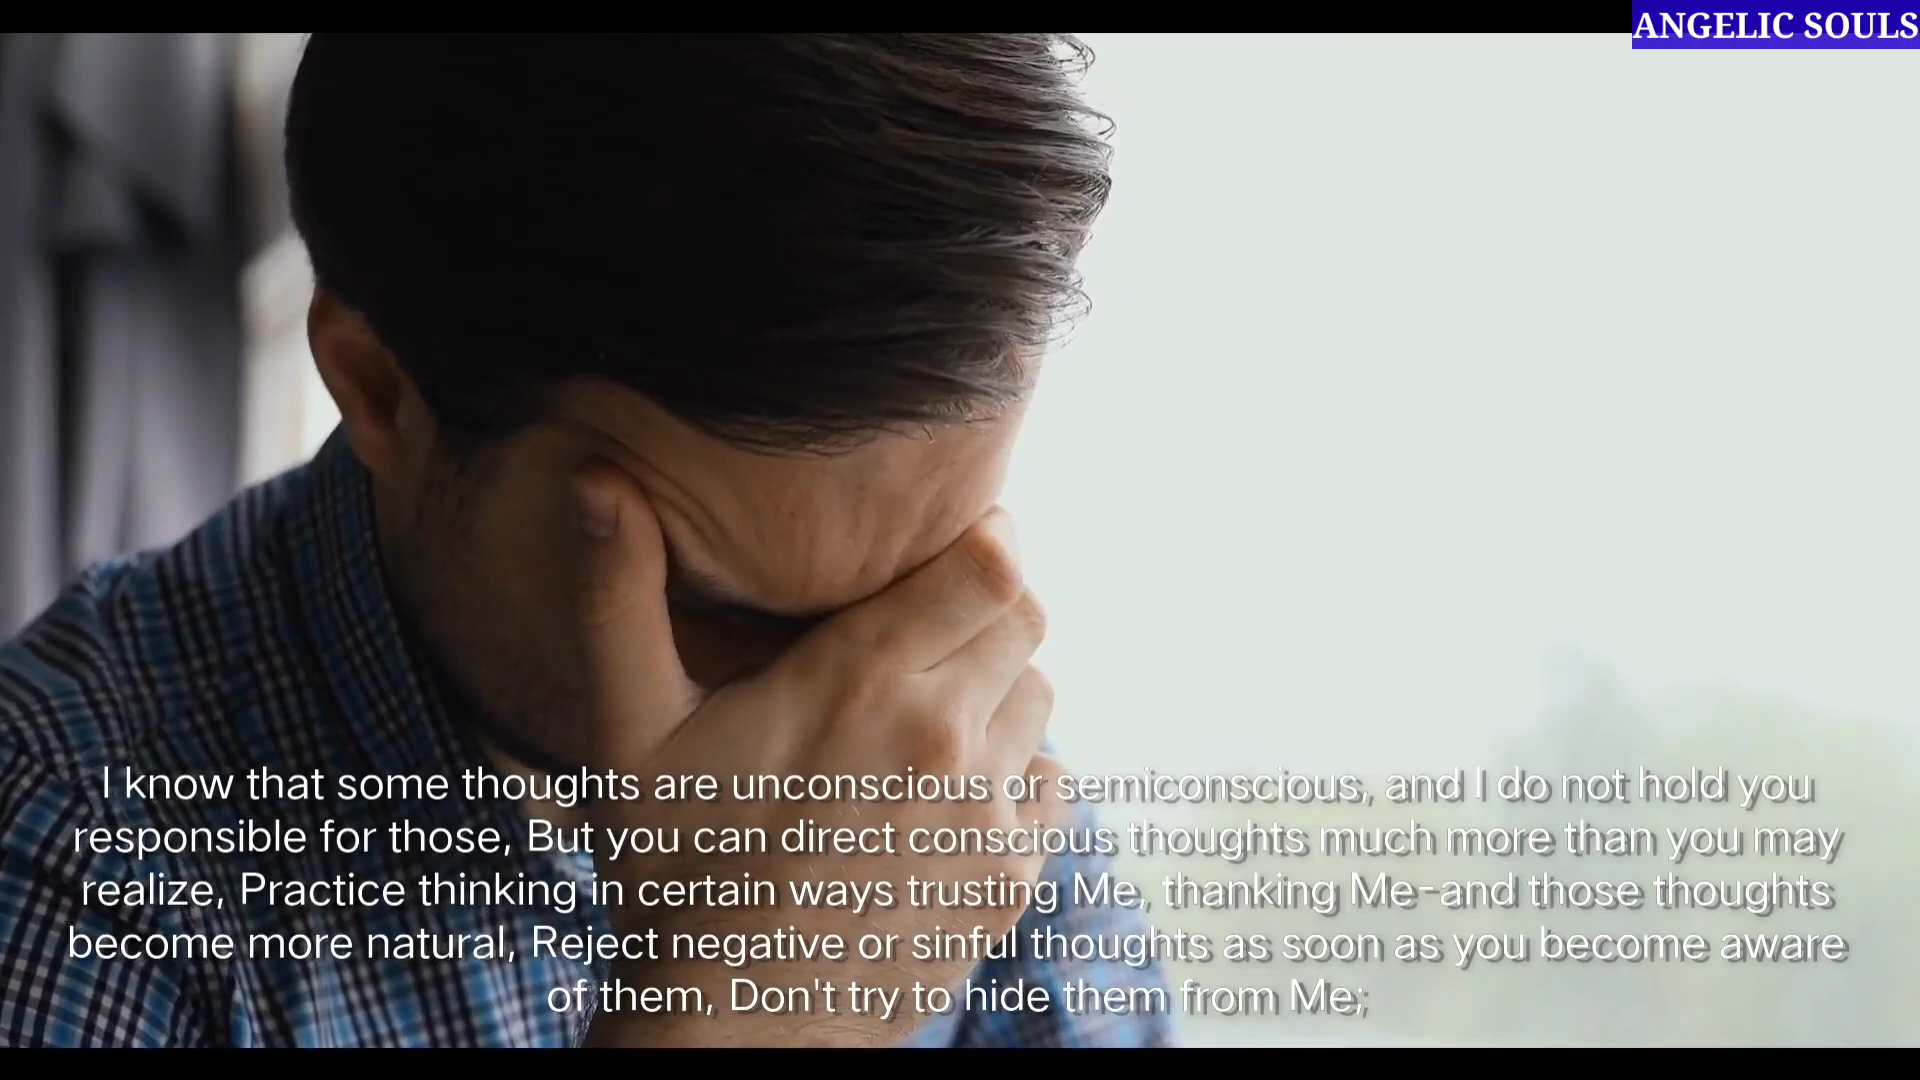 ANGELIC SOULS
I know that some thoughts are unconscious or semiconscious, and I do not hold you
responsible for those, But you can direct conscious thoughts much more than you may
realize, Practice thinking in certain ways trusting Me, thanking Me-and those thoughts
become more natural, Reject negative or sinful thoughts as soon as you become aware
of them, Don't try to hide them from Me;